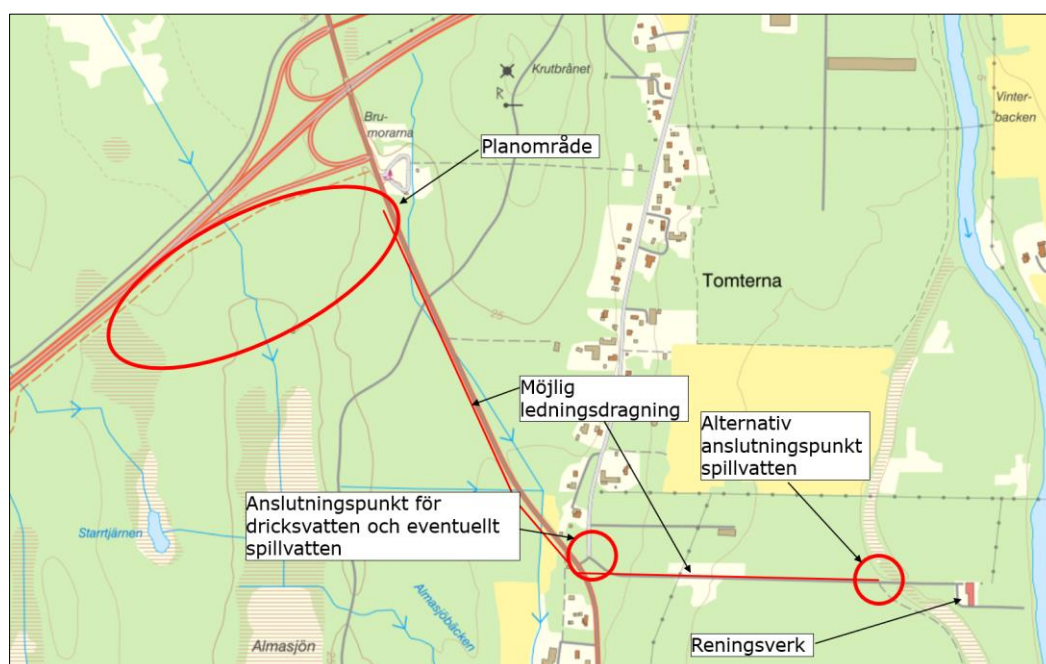 Krutbrånet
Bru-
morarna
Vinter-
backen
Planområde
Tomterna
25
Möjlig
ledningsdragning
Alternativ
anslutningspunkt
spillvatten
Anslutningspunkt för
dricksvatten och eventuellt
spillvatten
Starrtjärnen
Almasjöbäcken
Almasjön
Reningsverk